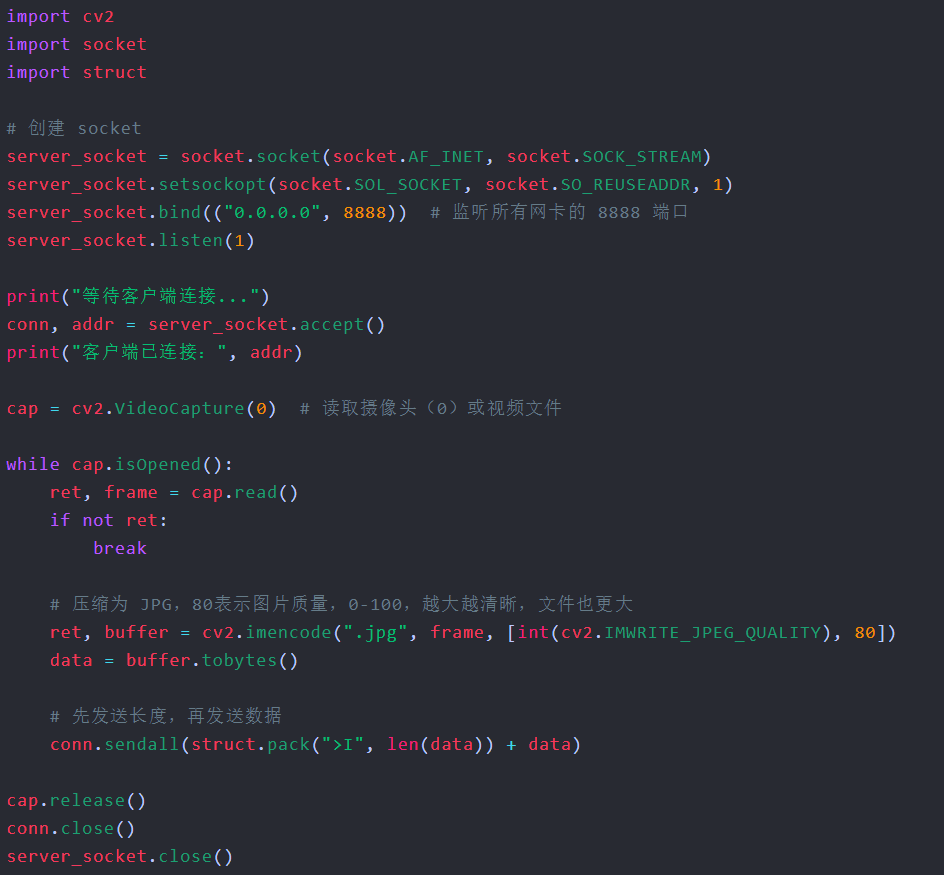 import cv2
import socket
import struct
# 创建 socket
server_socket = socket.socket(socket.AF_INET, socket.SOCK_STREAM)
server_socket.setsockopt(socket.SOL_SOCKET, socket.SO_REUSEADDR, 1)
server_socket.bind(("0.0.0.0", 8888))  # 监听所有网卡的 8888 端口
server_socket.listen(1)
print("等待客户端连接...")
conn, addr = server_socket.accept()
print("客户端已连接：", addr)
cap = cv2.VideoCapture(0)  # 读取摄像头（0）或视频文件
while cap.isOpened():
    ret, frame = cap.read()
    if not ret:
        break
    # 压缩为 JPG，80表示图片质量，0-100，越大越清晰，文件也更大
    ret, buffer = cv2.imencode(".jpg", frame, [int(cv2.IMWRITE_JPEG_QUALITY), 80])
    data = buffer.tobytes()
    # 先发送长度，再发送数据
    conn.sendall(struct.pack(">I", len(data)) + data)
cap.release()
conn.close()
server_socket.close()